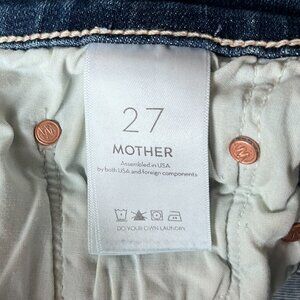 27
MOTHER
Assembled in USA
by both USA and foreign components
DO YOUR OWN LAUNDRY